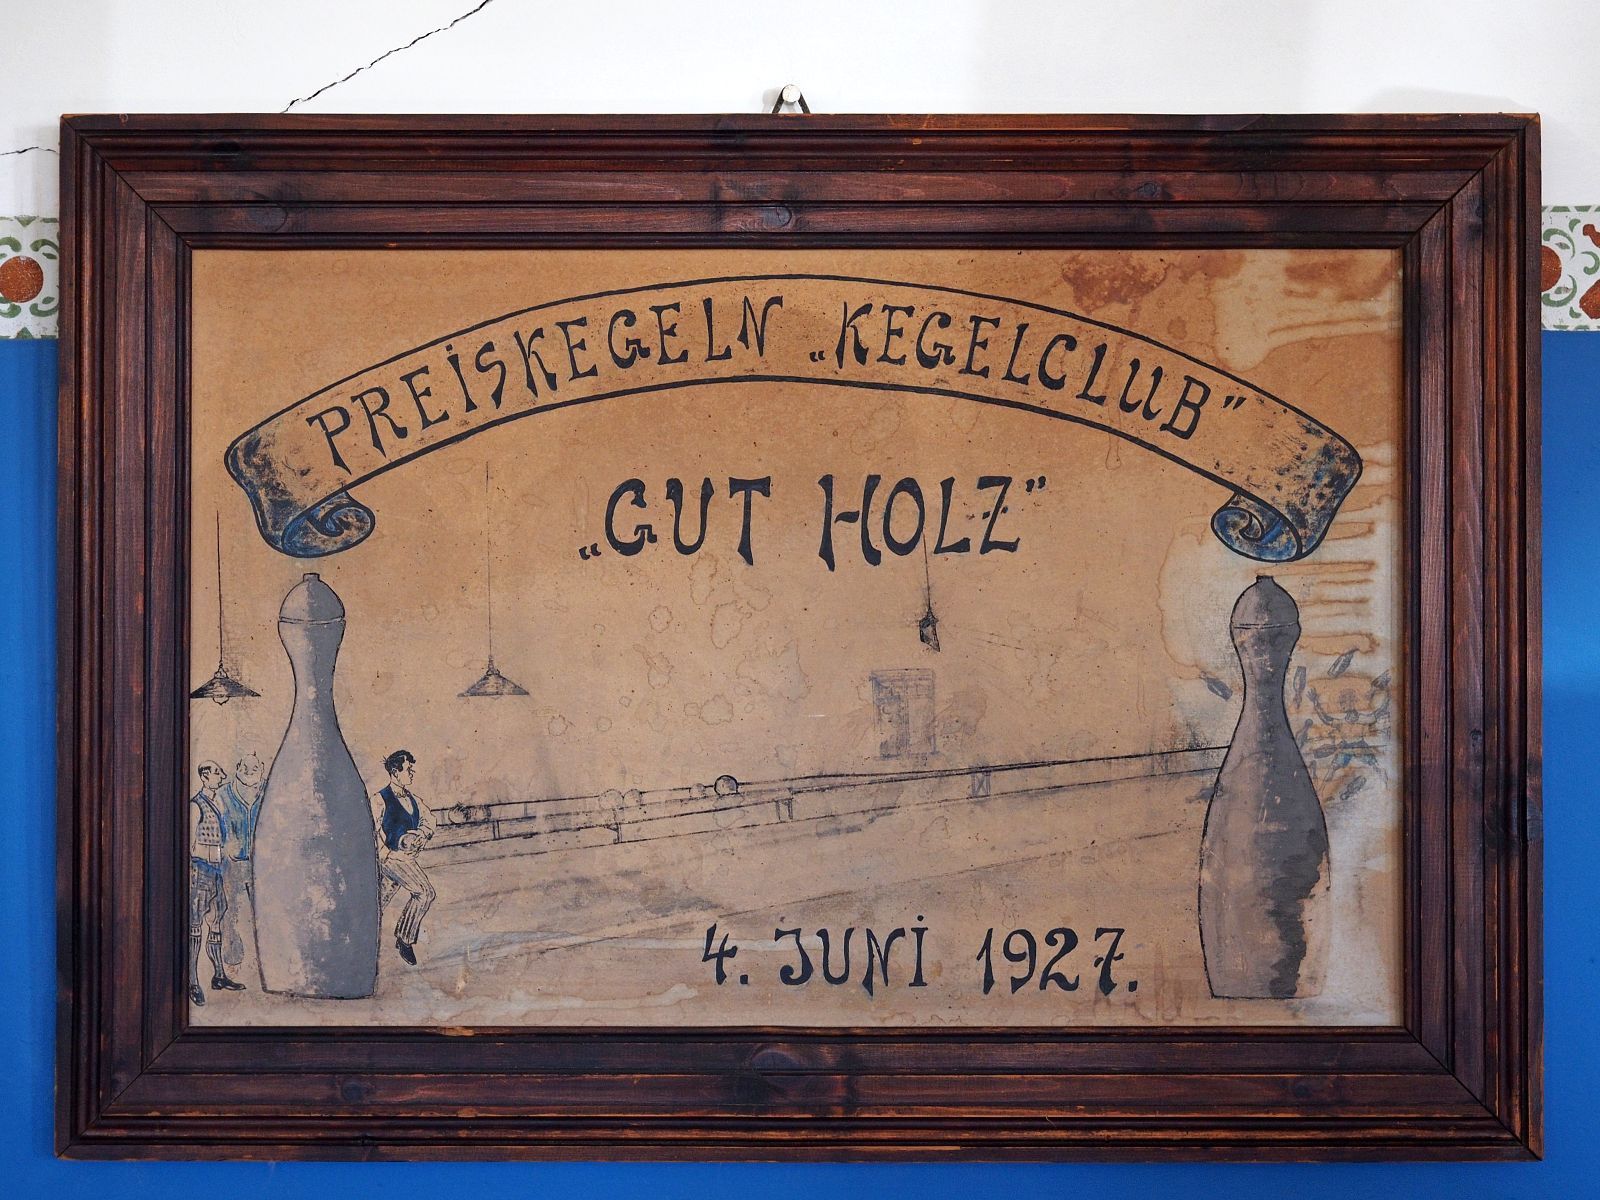 PREiSKEGELN „KEGELCLUB”
„GUT HOLZ”
4. JUNi 1927.